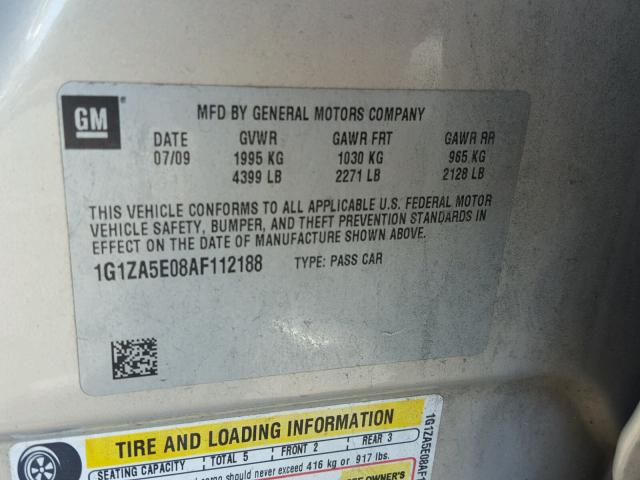 GM
MFD BY GENERAL MOTORS COMPANY
DATE GVWR GAWR FRT GAWR RR
07/09 1995 KG 1030 KG 965 KG
4399 LB 2271 LB 2128 LB
THIS VEHICLE CONFORMS TO ALL APPLICABLE U.S. FEDERAL MOTOR
VEHICLE SAFETY, BUMPER, AND THEFT PREVENTION STANDARDS IN
EFFECT ON THE DATE OF MANUFACTURE SHOWN ABOVE.
1G1ZA5E08AF112188 TYPE: PASS CAR
TIRE AND LOADING INFORMATION
SEATING CAPACITY TOTAL 5 FRONT 2 REAR 3
cargo should never exceed 416 kg or 917 lbs.
OWNER'S
1G1ZA5E08AF1